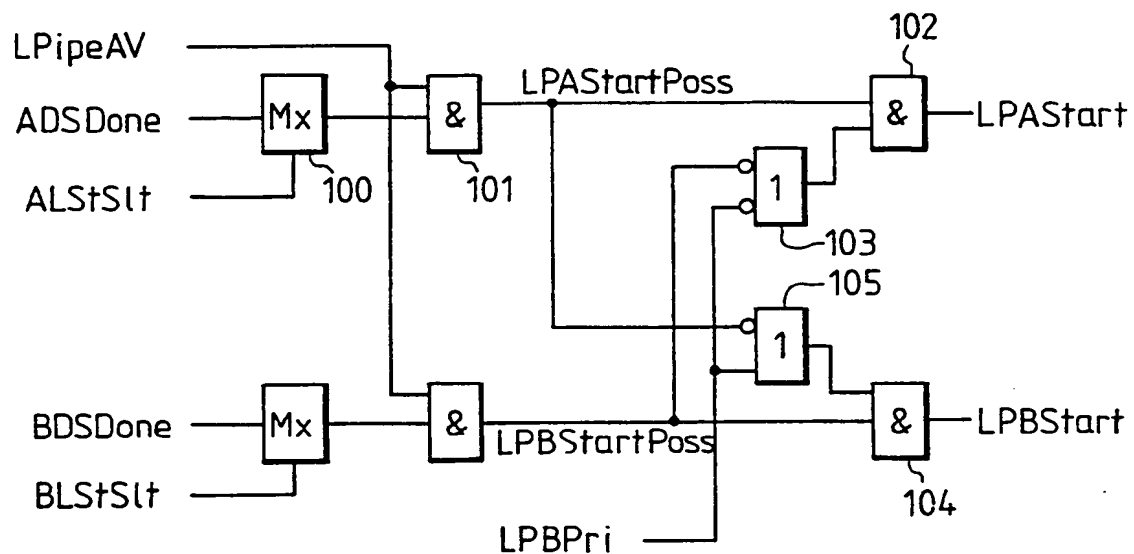 LPipeAV
102
LPAStartPoss
ADSDone
Mx
&
&
LPAStart
ALStSlt
100
101
1
103
105
1
BDSDone
Mx
&
LPBStartPoss
&
LPBStart
BLStSlt
104
LPBPri